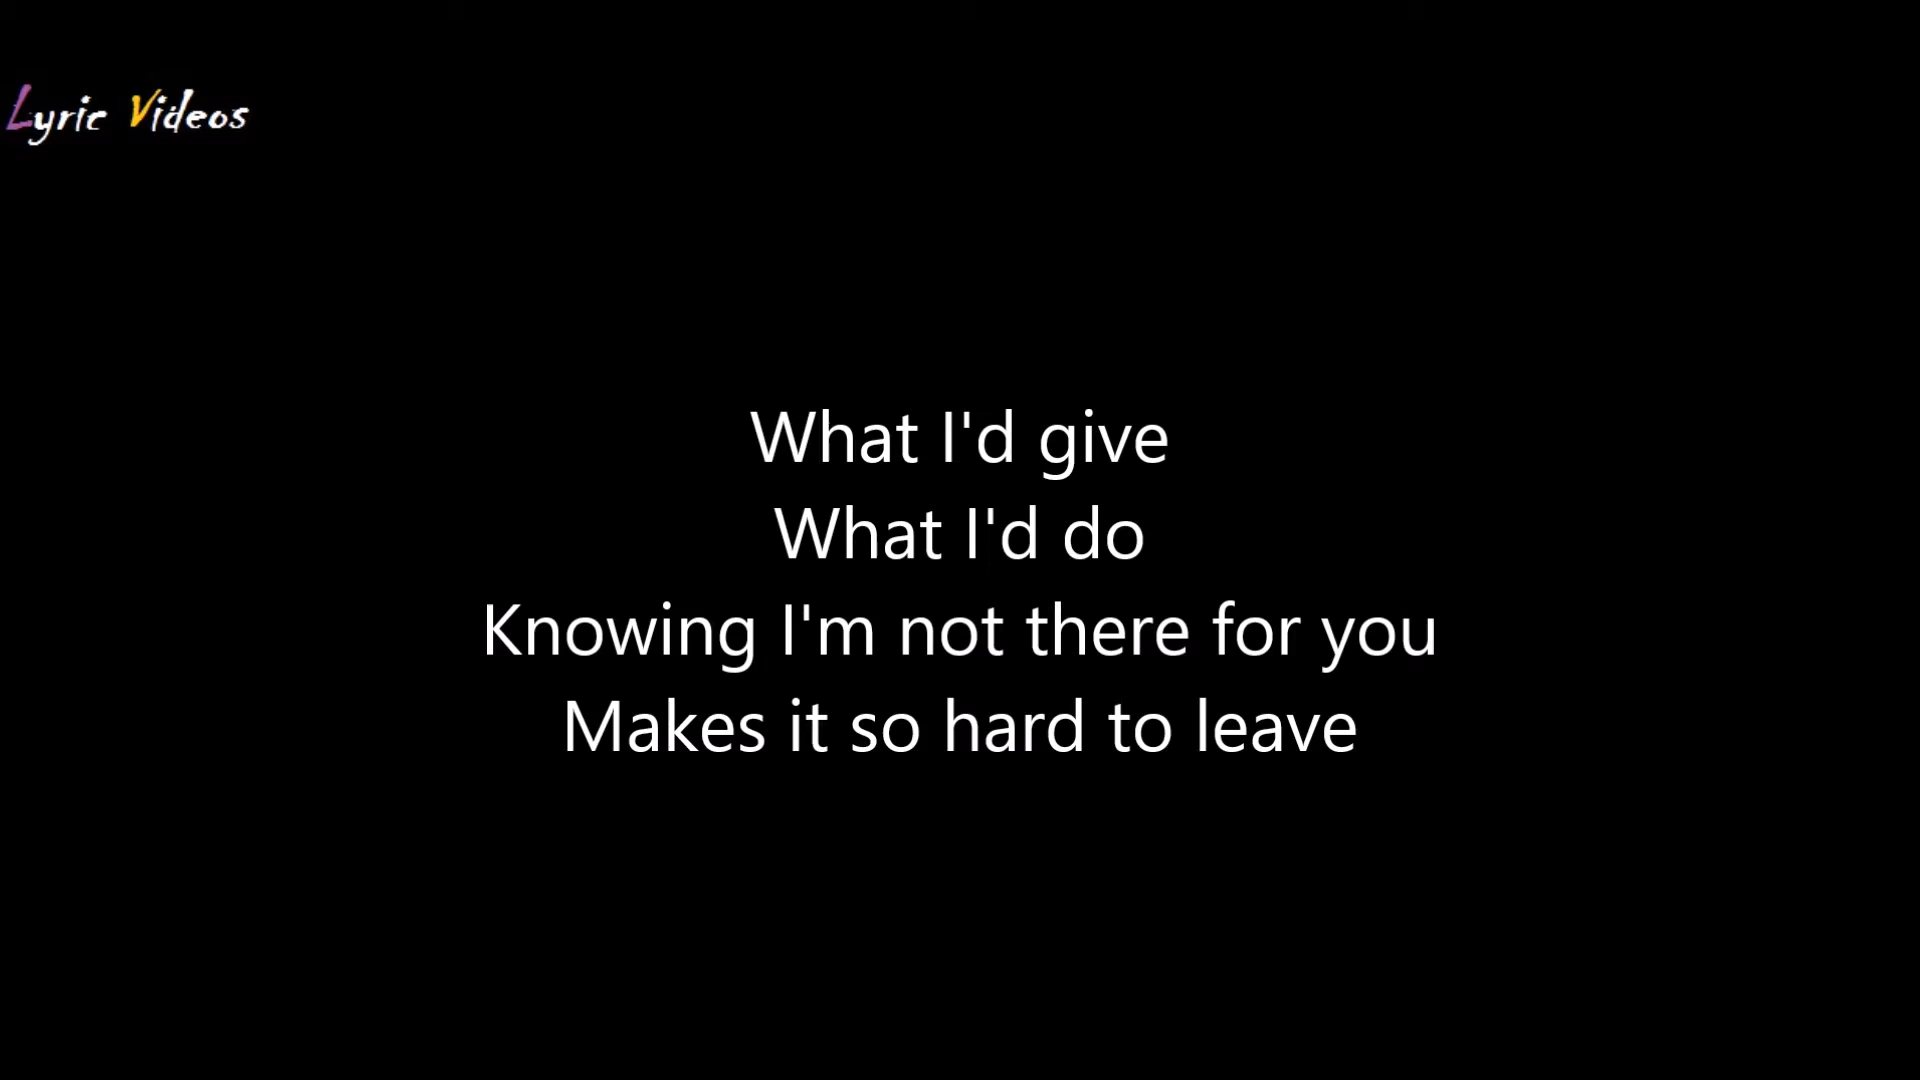 Lyric Videos
What I'd give
What I'd do
Knowing I'm not there for you
Makes it so hard to leave